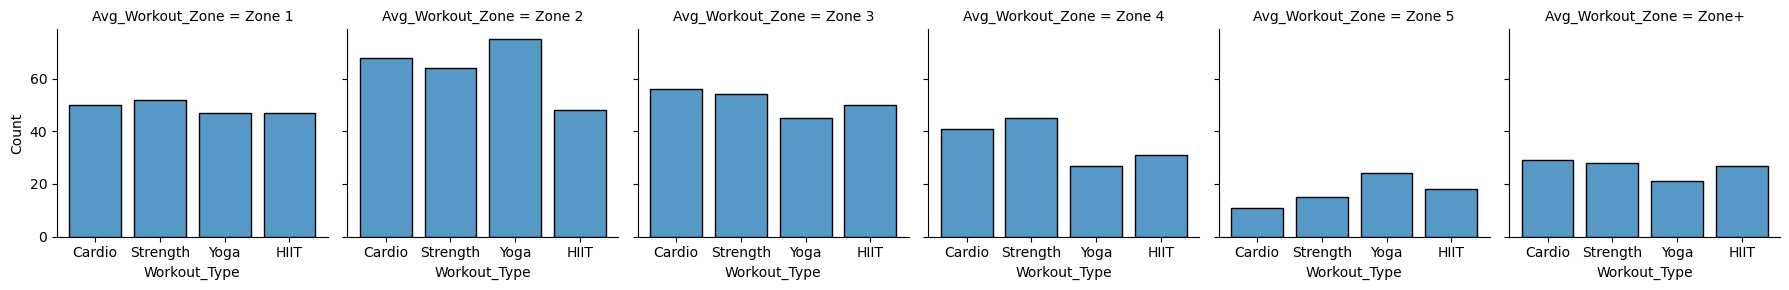 Avg_Workout_Zone = Zone 1 Avg_Workout_Zone = Zone 2 Avg_Workout_Zone = Zone 3 Avg_Workout_Zone = Zone 4 Avg_Workout_Zone = Zone 5 Avg_Workout_Zone = Zone+
60
40
20
0
Count
Cardio Strength Yoga HIIT Cardio Strength Yoga HIIT Cardio Strength Yoga HIIT Cardio Strength Yoga HIIT Cardio Strength Yoga HIIT Cardio Strength Yoga HIIT
Workout_Type Workout_Type Workout_Type Workout_Type Workout_Type Workout_Type